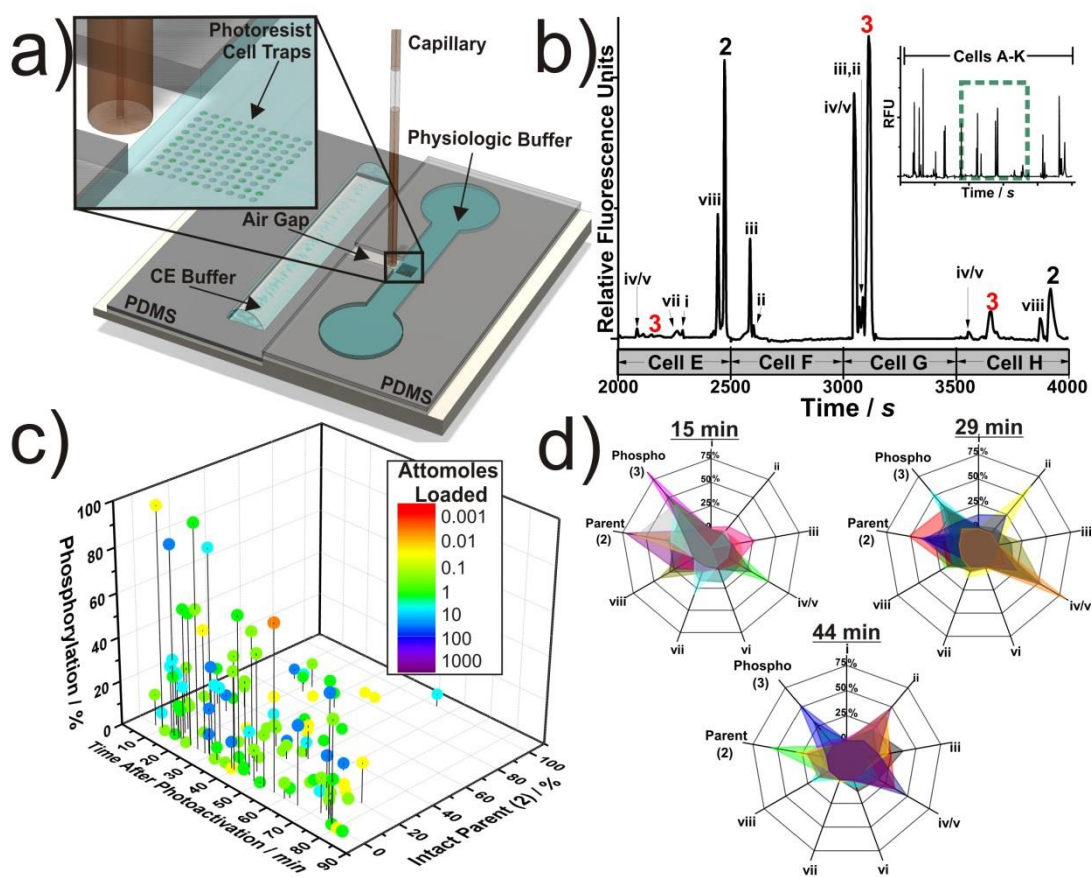 a)
Photoresist
Cell Traps
Capillary
Physiologic Buffer
Air Gap
CE Buffer
PDMS
PDMS
b)
Relative Fluorescence Units
2
3
iii,ii
iv/v
viii
iii
ii
iv/v
3
vii
i
iv/v
3
viii
2
Cells A-K
RFU
Time / s
Cell E
Cell F
Cell G
Cell H
2000
2500
3000
3500
4000
Time / s
c)
Attomoles
Loaded
0.001
0.01
0.1
1
10
100
1000
Phosphorylation / %
100
80
60
40
20
0
Time After Photoactivation / min
10
20
30
40
50
60
70
80
90
Intact Parent (2) / %
0
20
40
60
80
100
d)
15 min
i
75%
50%
25%
0
ii
iii
iv/v
vi
vii
viii
Parent
(2)
Phospho
(3)
29 min
i
75%
50%
25%
ii
iii
iv/v
vi
vii
viii
Parent
(2)
Phospho
(3)
44 min
i
75%
50%
25%
0
ii
iii
iv/v
vi
vii
viii
Parent
(2)
Phospho
(3)